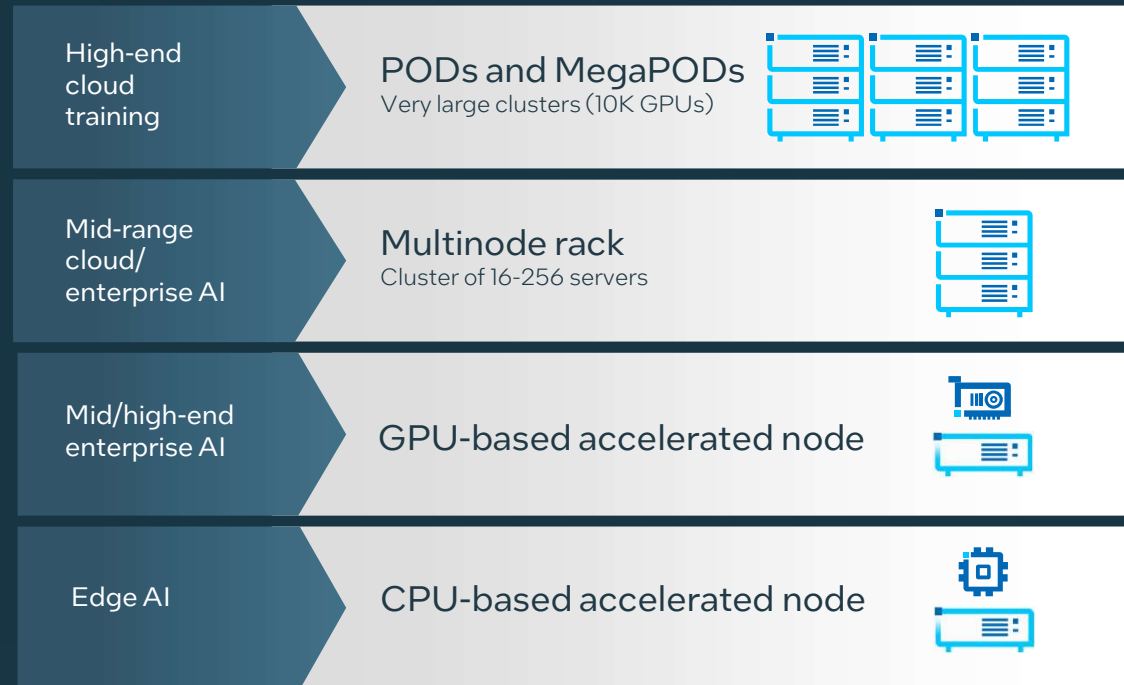 High-end
cloud
training
PODs and MegaPODs
Very large clusters (10K GPUs)
Mid-range
cloud/
enterprise AI
Multinode rack
Cluster of 16-256 servers
Mid/high-end
enterprise AI
GPU-based accelerated node
Edge AI
CPU-based accelerated node